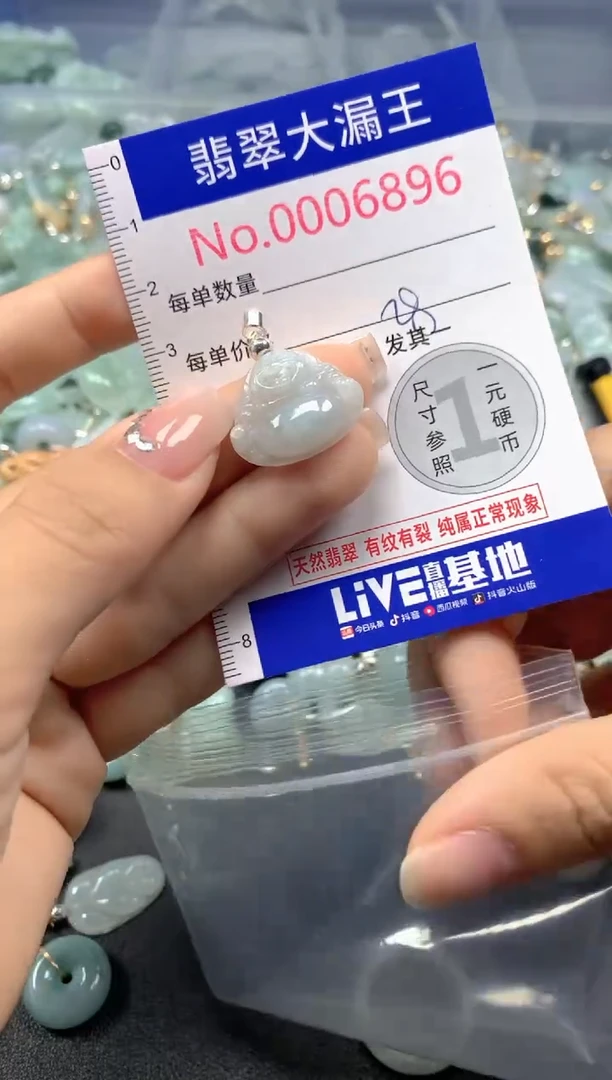 翡翠大漏王
No.0006896
每单数量
每单价
发其
尺寸参照
1
一元硬币
天然翡翠 有纹有裂 纯属正常现象
LiVE直播基地
今日头条 抖音 西瓜视频 抖音火山版
0
1
2
3
8